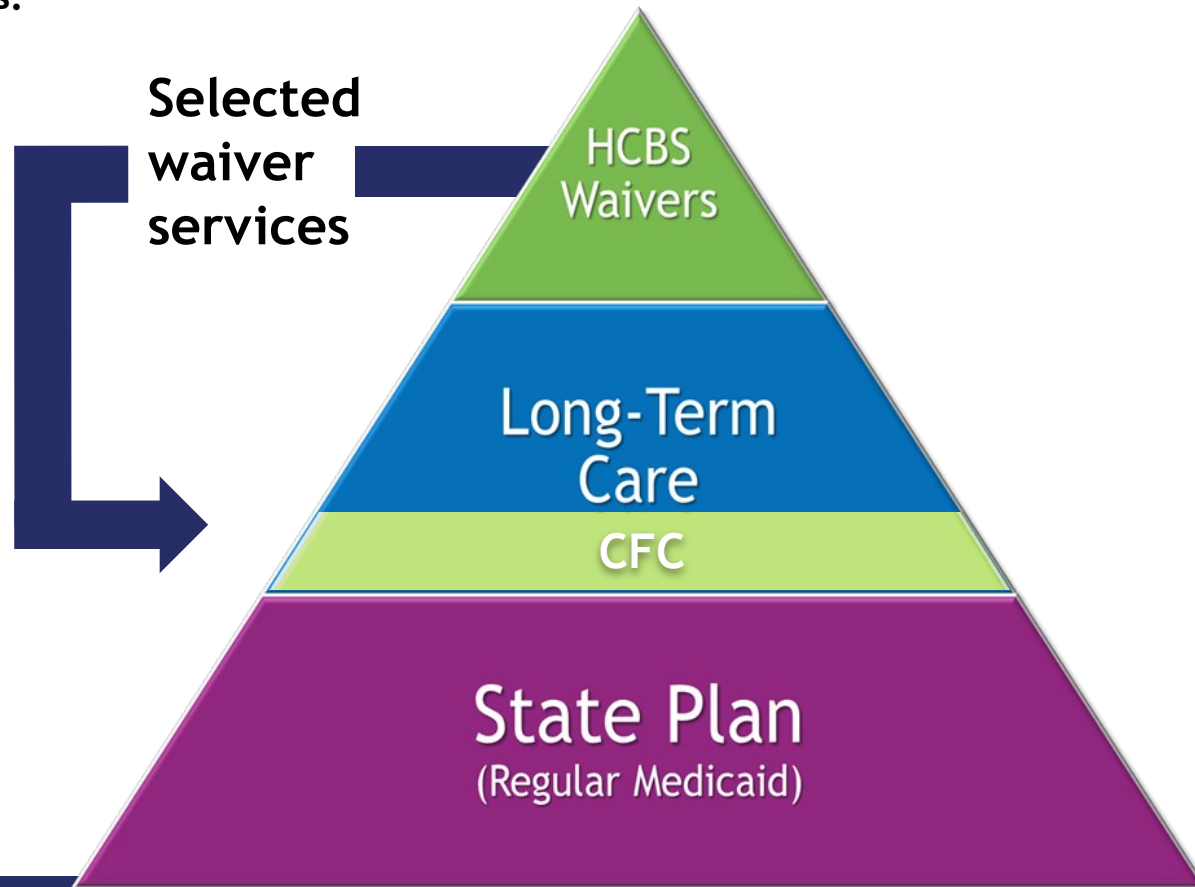 s.
Selected
waiver
services
HCBS
Waivers
Long-Term
Care
CFC
State Plan
(Regular Medicaid)